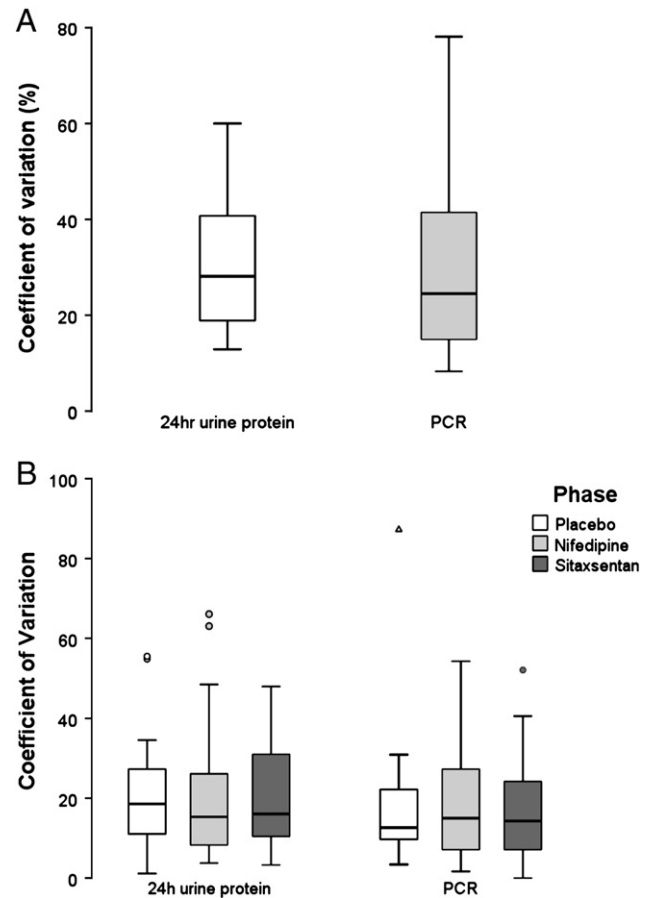 A
80
60
40
20
0
Coefficient of variation (%)
24hr urine protein
PCR
B
100
80
60
40
20
0
Coefficient of Variation
24h urine protein
PCR
Phase
Placebo
Nifedipine
Sitaxsentan